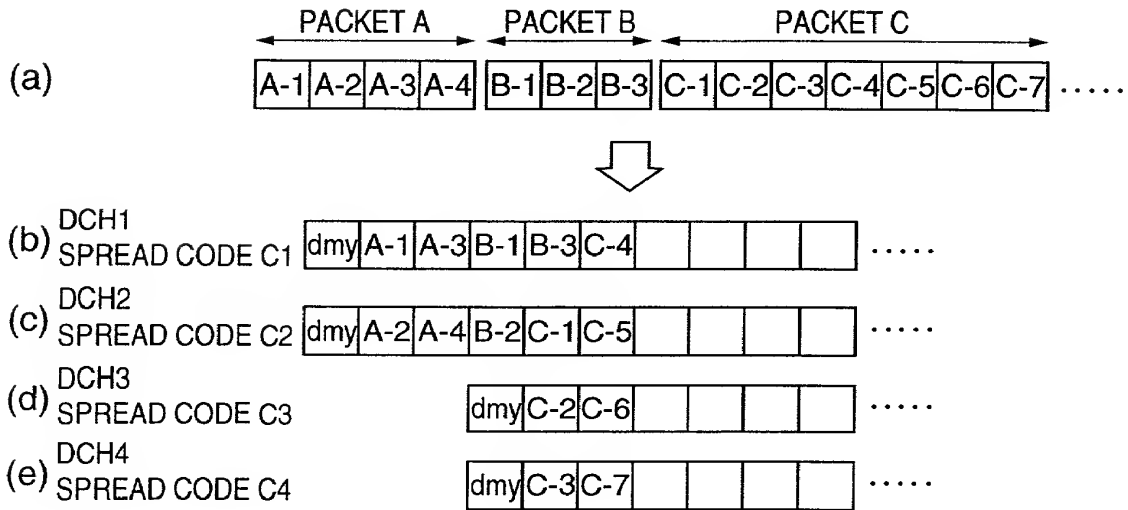 PACKET A PACKET B PACKET C
(a) A-1 A-2 A-3 A-4 B-1 B-2 B-3 C-1 C-2 C-3 C-4 C-5 C-6 C-7 .....
(b) DCH1
SPREAD CODE C1 dmy A-1 A-3 B-1 B-3 C-4 .....
(c) DCH2
SPREAD CODE C2 dmy A-2 A-4 B-2 C-1 C-5 .....
(d) DCH3
SPREAD CODE C3 dmy C-2 C-6 .....
(e) DCH4
SPREAD CODE C4 dmy C-3 C-7 .....